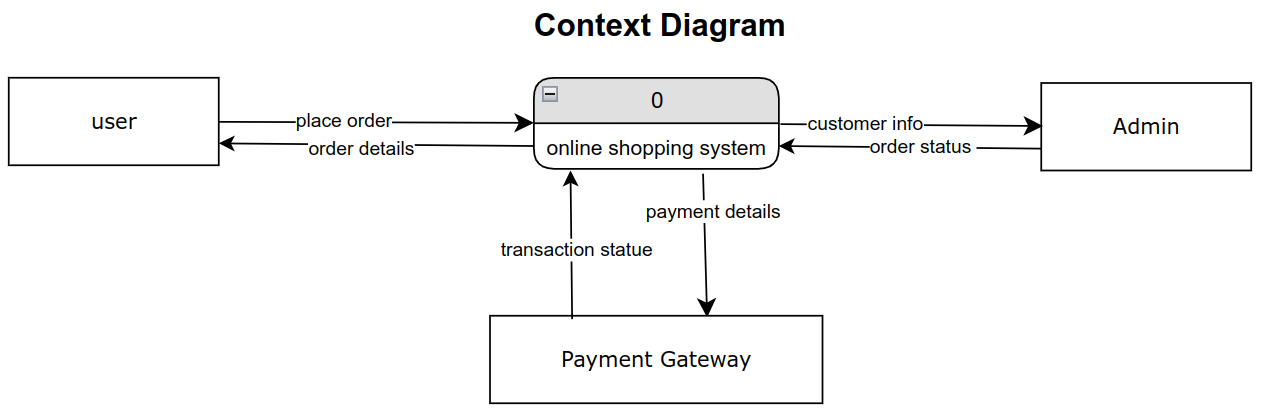 Context Diagram
user
place order
order details
0
online shopping system
customer info
order status
Admin
payment details
transaction statue
Payment Gateway